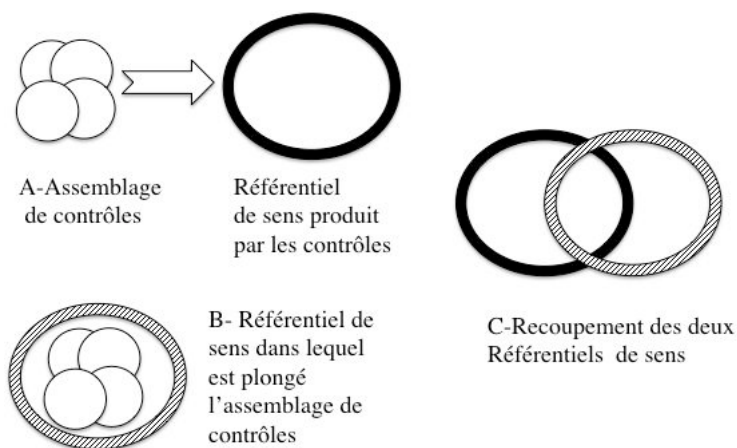 A-Assemblage
de contrôles
Référentiel
de sens produit
par les contrôles
B- Référentiel de
sens dans lequel
est plongé
l'assemblage de
contrôles
C-Recoupement des deux
Référentiels de sens